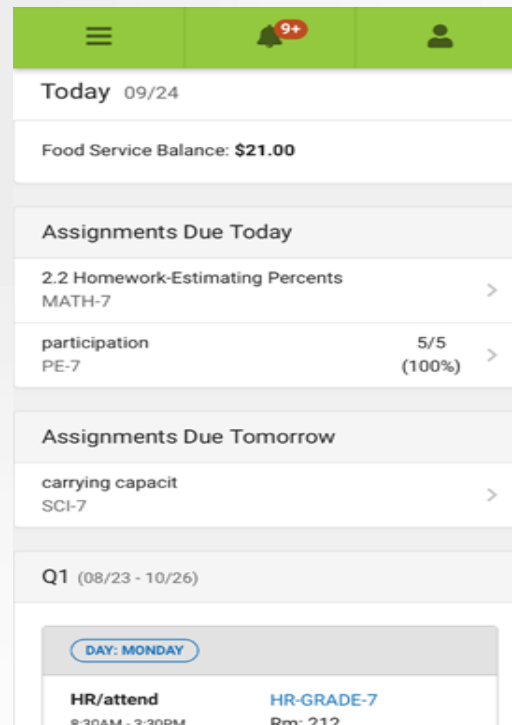 9+
Today 09/24
Food Service Balance: $21.00
Assignments Due Today
2.2 Homework-Estimating Percents
MATH-7
participation 5/5
PE-7 (100%)
Assignments Due Tomorrow
carrying capacit
SCI-7
Q1 (08/23 - 10/26)
DAY: MONDAY
HR/attend HR-GRADE-7
8:30AM - 3:30PM Rm: 212